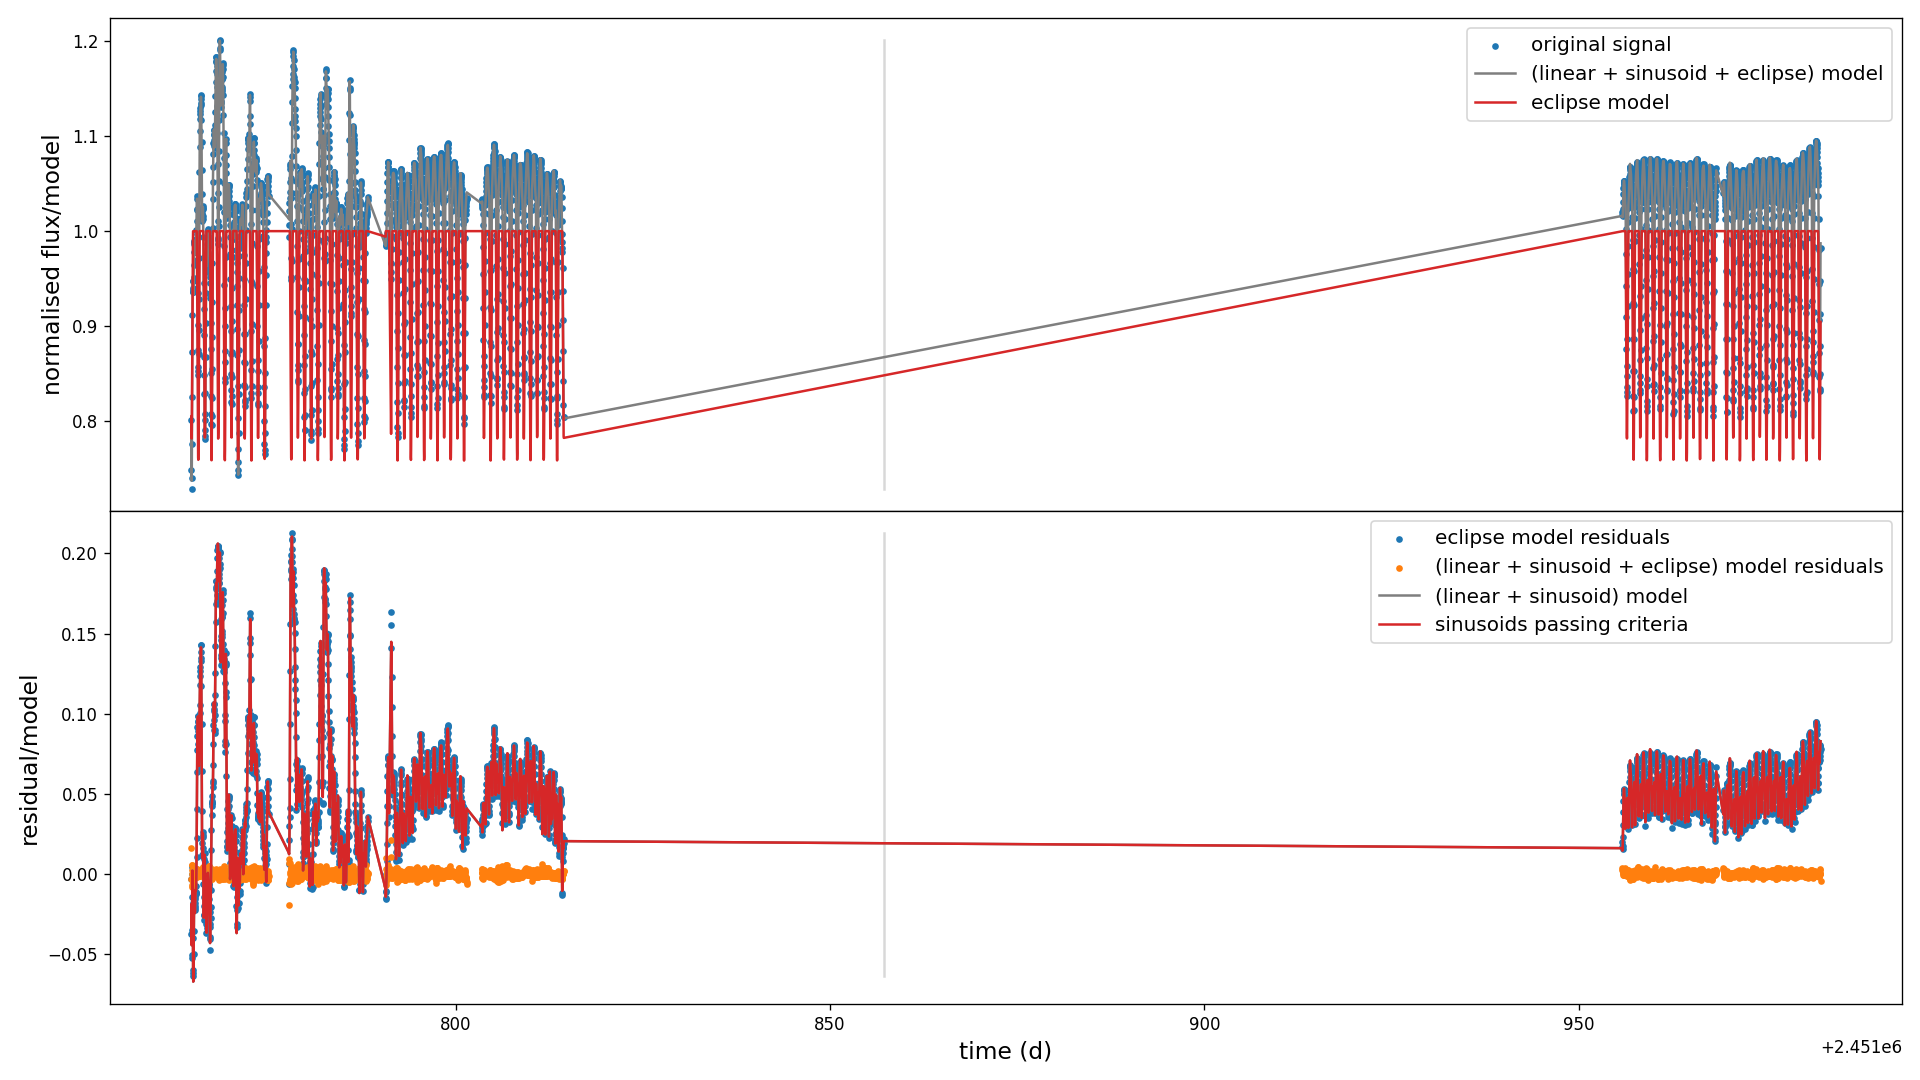 normalised flux/model
1.2
1.1
1.0
0.9
0.8
original signal
(linear + sinusoid + eclipse) model
eclipse model
residual/model
0.20
0.15
0.10
0.05
0.00
−0.05
eclipse model residuals
(linear + sinusoid + eclipse) model residuals
(linear + sinusoid) model
sinusoids passing criteria
800
850
900
950
time (d)
+2.451e6